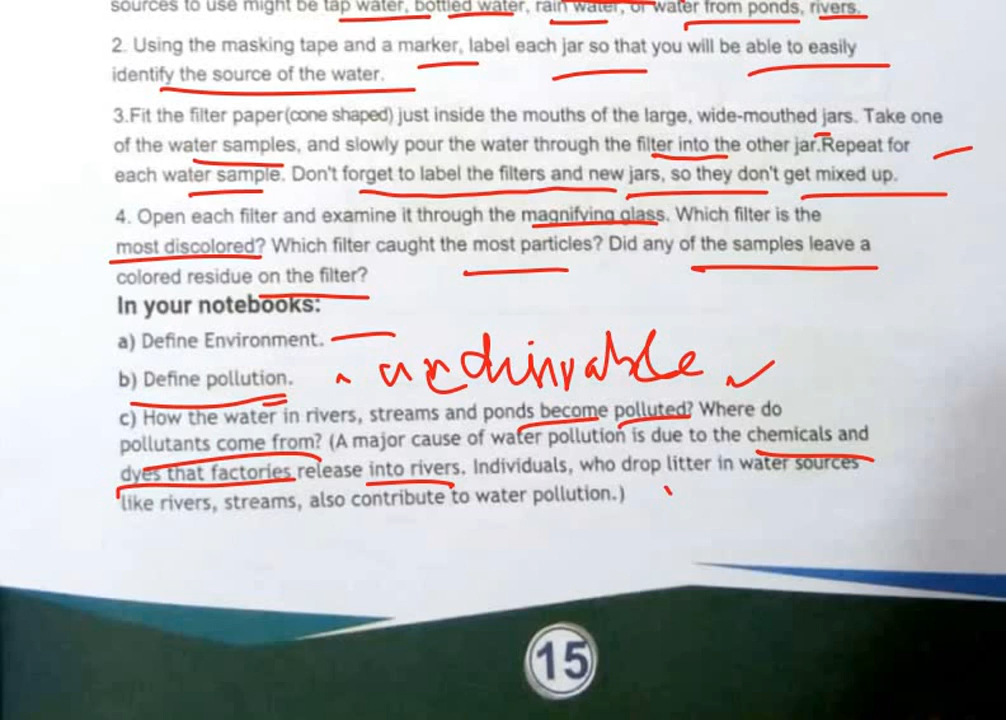 sources to use might be tap water, bottled water, rain water, or water from ponds, rivers.
2. Using the masking tape and a marker, label each jar so that you will be able to easily
identify the source of the water.
3.Fit the filter paper(cone shaped) just inside the mouths of the large, wide-mouthed jars. Take one
of the water samples, and slowly pour the water through the filter into the other jar.Repeat for
each water sample. Don't forget to label the filters and new jars, so they don't get mixed up.
4. Open each filter and examine it through the magnifying glass. Which filter is the
most discolored? Which filter caught the most particles? Did any of the samples leave a
colored residue on the filter?
In your notebooks:
a) Define Environment.
b) Define pollution.
c) How the water in rivers, streams and ponds become polluted? Where do
pollutants come from? (A major cause of water pollution is due to the chemicals and
dyes that factories release into rivers. Individuals, who drop litter in water sources
like rivers, streams, also contribute to water pollution.)
15